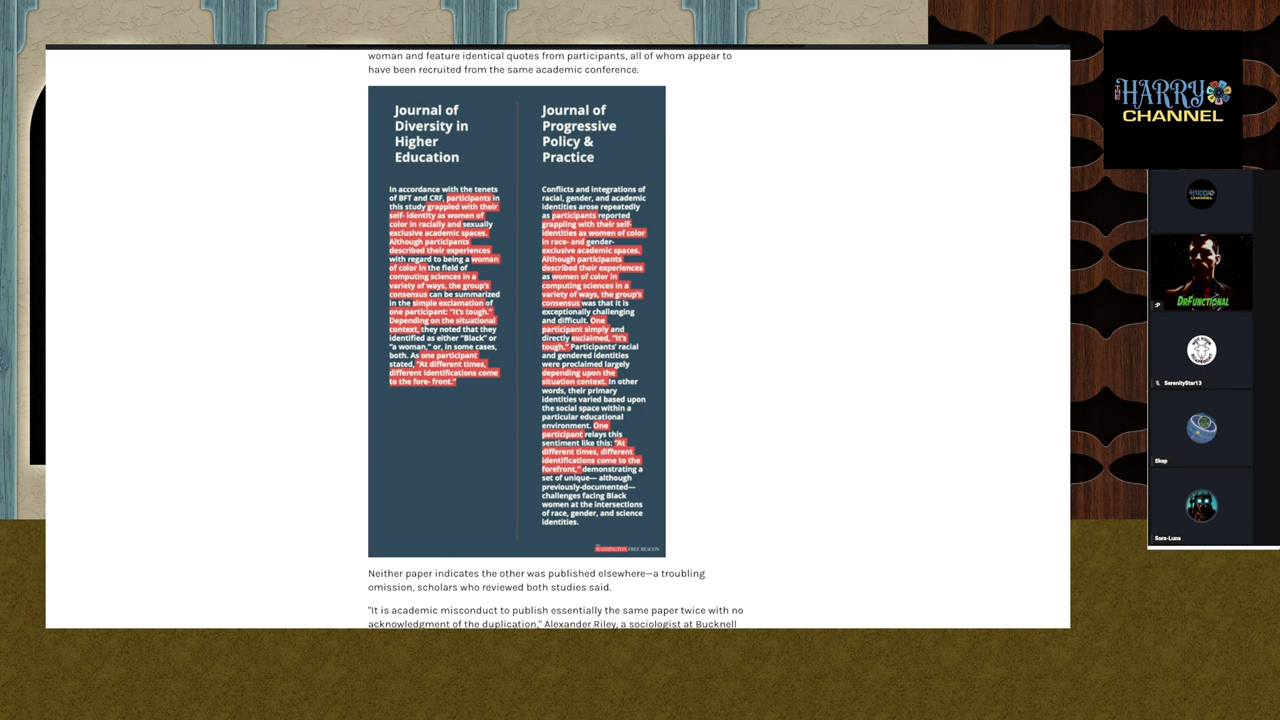 woman and feature identical quotes from participants, all of whom appear to
have been recruited from the same academic conference.
Journal of
Diversity in
Higher
Education
In accordance with the tenets
of BFT and CRF, participants in
this study grappled with their
self- identity as women of
color in racially and sexually
exclusive academic spaces.
Although participants
described their experiences
with regard to being a woman
of color in the field of
computing sciences in a
variety of ways, the group's
consensus can be summarized
in the simple exclamation of
one participant: "It's tough."
Depending on the situational
context, they noted that they
identified as either "Black" or
"a woman," or, in some cases,
both. As one participant
stated, "At different times,
different identifications come
to the fore- front."
Journal of
Progressive
Policy &
Practice
Conflicts and integrations of
racial, gender, and academic
identities arose repeatedly
as participants reported
grappling with their self-
identities as women of color
in race- and gender-
exclusive academic spaces.
Although participants
described their experiences
as women of color in
computing sciences in a
variety of ways, the group's
consensus was that it is
exceptionally challenging
and difficult. One
participant simply and
directly exclaimed, "It's
tough." Participants' racial
and gendered identities
were proclaimed largely
depending upon the
situation context. In other
words, their primary
identities varied based upon
the social space within a
particular educational
environment. One
participant relays this
sentiment like this: "At
different times, different
identifications come to the
forefront," demonstrating a
set of unique— although
previously-documented—
challenges facing Black
women at the intersections
of race, gender, and science
identities.
WASHINGTON FREE BEACON
Neither paper indicates the other was published elsewhere—a troubling
omission, scholars who reviewed both studies said.
"It is academic misconduct to publish essentially the same paper twice with no
acknowledgment of the duplication," Alexander Riley, a sociologist at Bucknell
THE HARRY
CHANNEL
DRFUNCTIONAL
:P
SerenityStar13
Skep
Sora-Luna